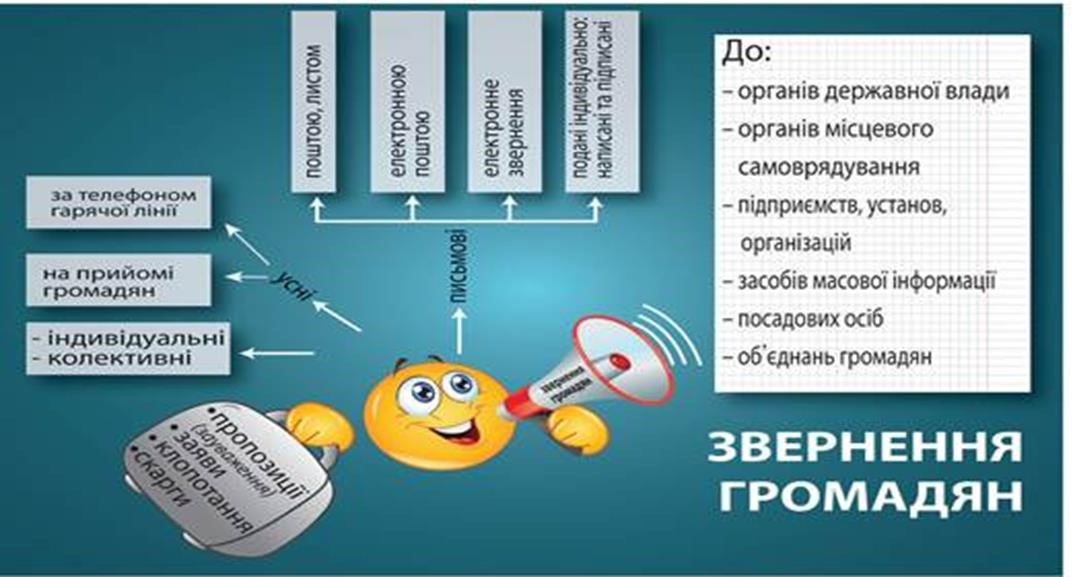 поштою, листом
електронною
поштою
електронне
звернення
подані індивідуально:
написані та підписані
До:
– органів державної влади
– органів місцевого
самоврядування
– підприємств, установ,
організацій
– засобів масової інформації
– посадових осіб
– об'єднань громадян
за телефоном
гарячої лінії
на прийомі
громадян
- індивідуальні
- колективні
усні
письмові
звернення
громадян
•пропозиції
(зауваження)
• заяви
• клопотання
•скарги
ЗВЕРНЕННЯ
ГРОМАДЯН